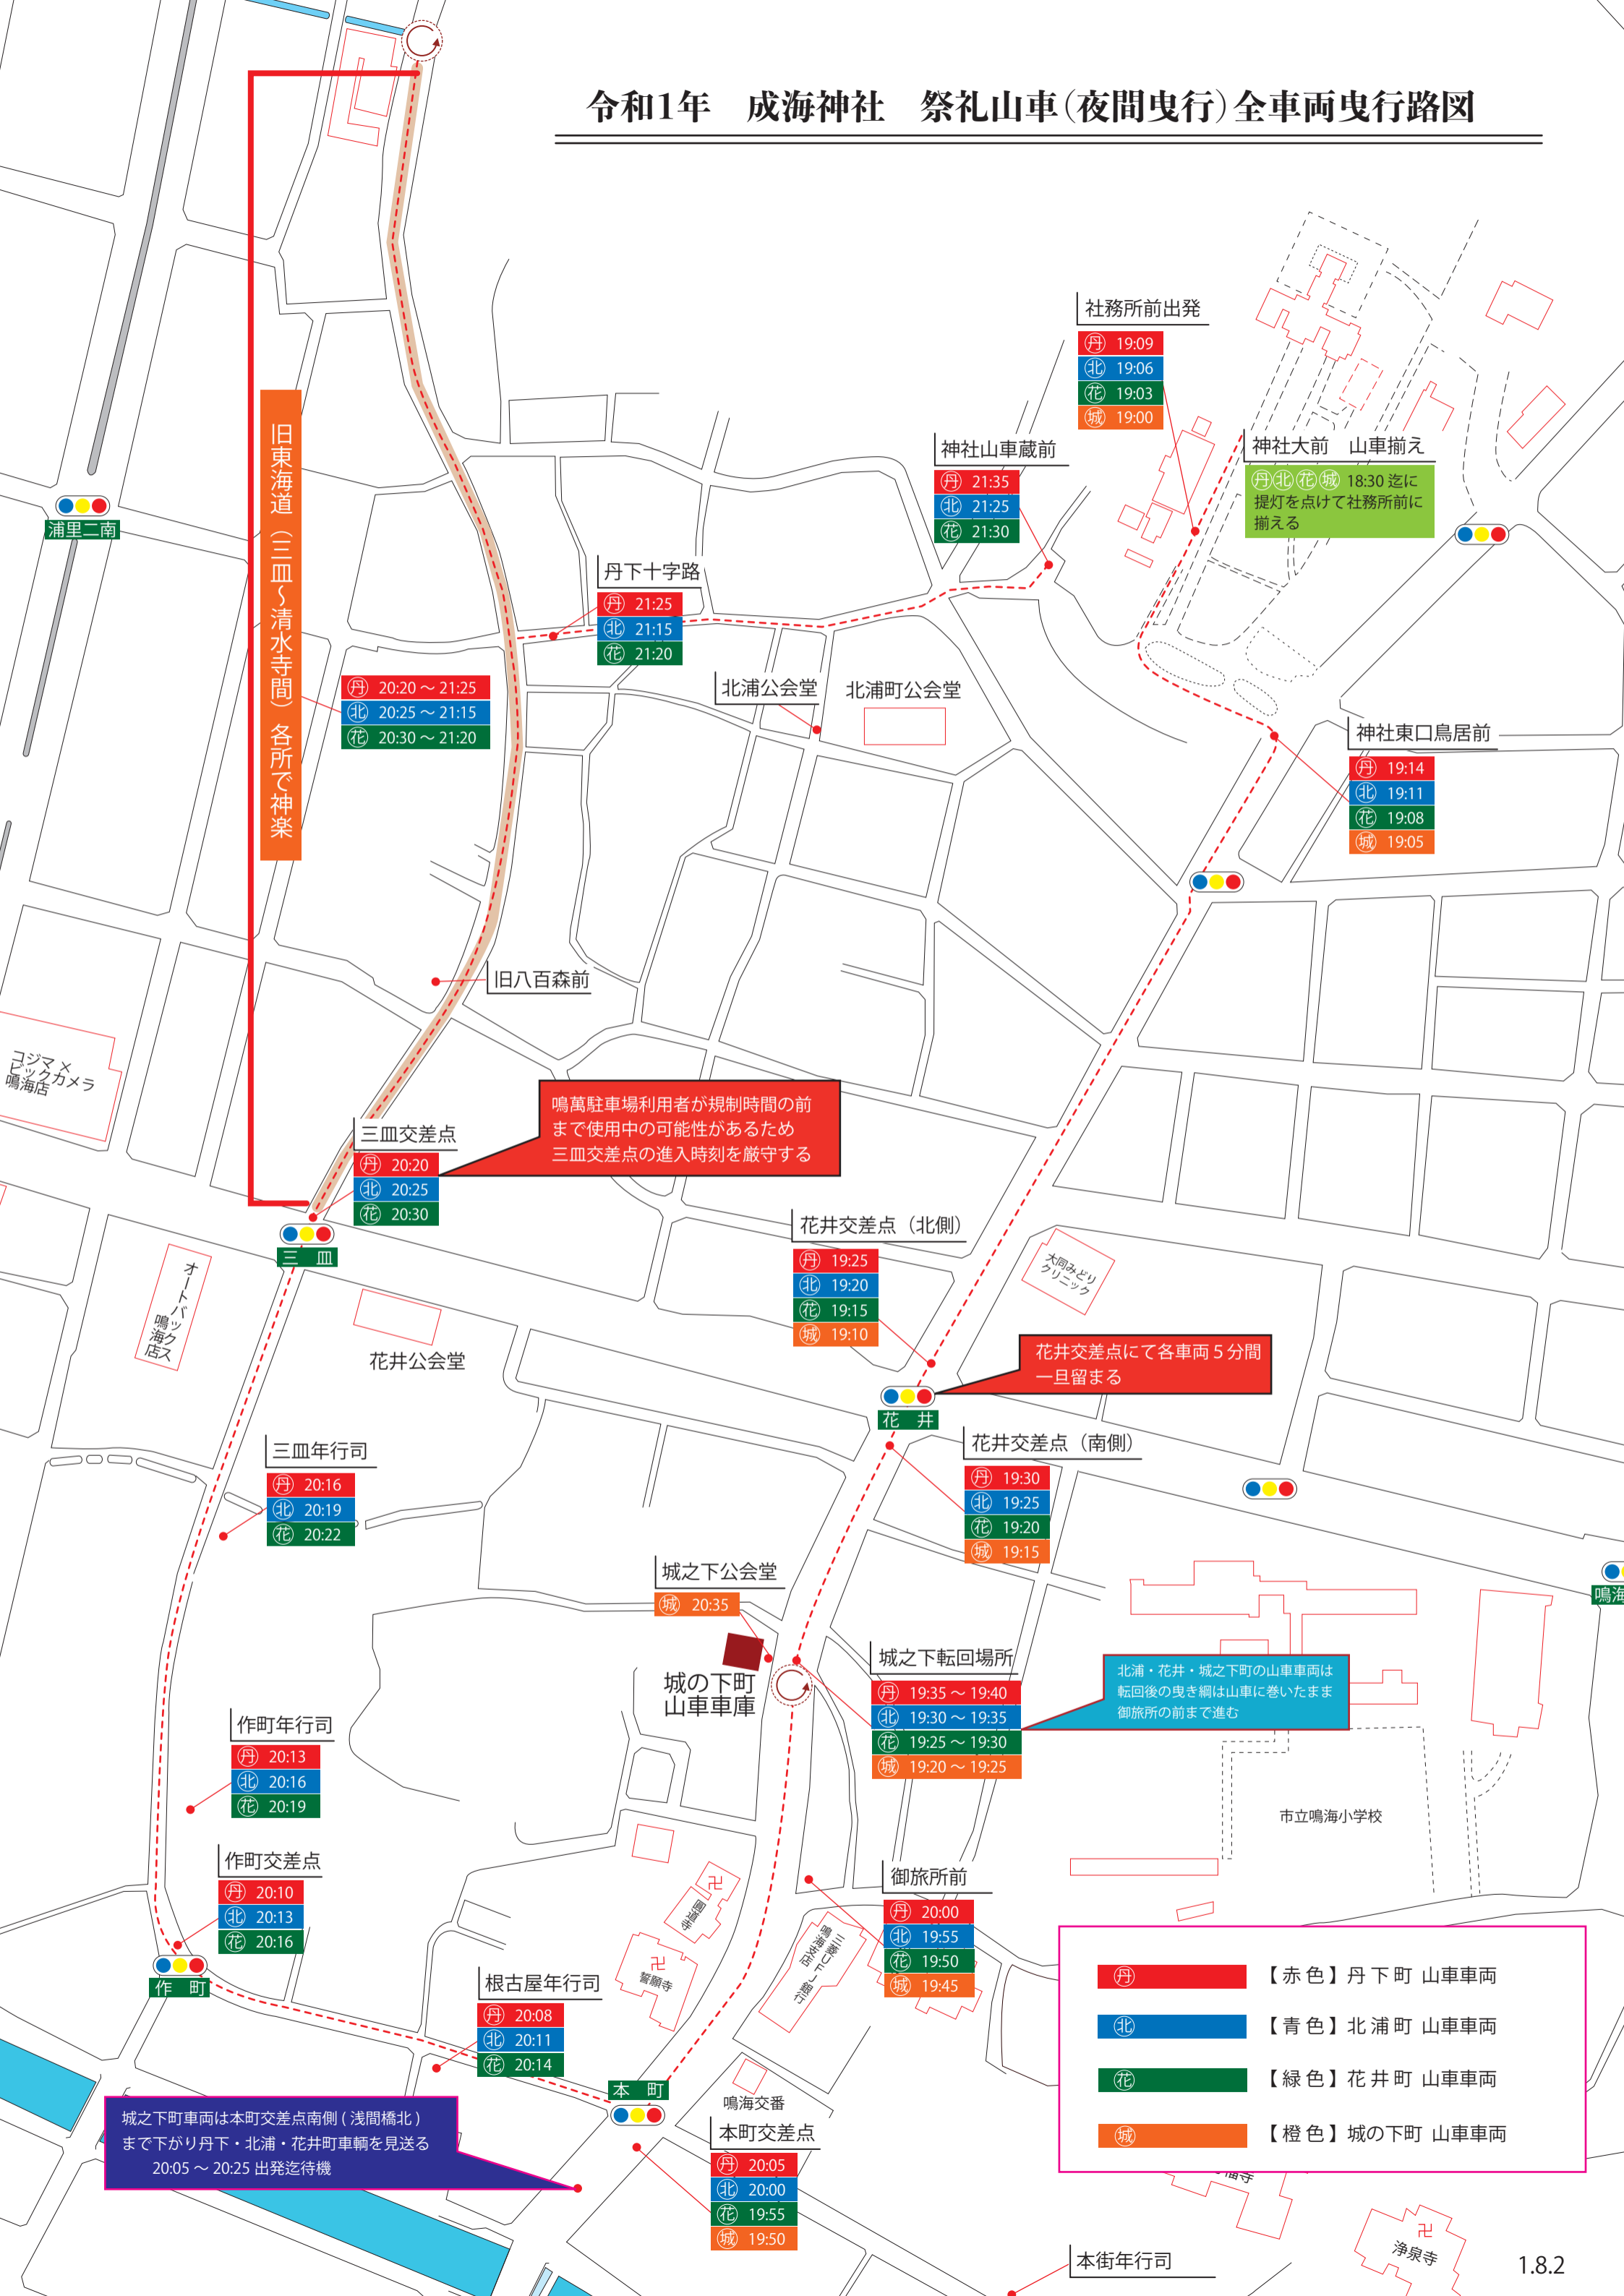 令和1年　成海神社　祭礼山車（夜間曳行）全車両曳行路図
社務所前出発
丹 19:09
北 19:06
花 19:03
城 19:00
神社大前　山車揃え
丹北花城 18:30 迄に
提灯を点けて社務所前に
揃える
神社山車蔵前
丹 21:35
北 21:25
花 21:30
浦里二南
丹下十字路
丹 21:25
北 21:15
花 21:20
旧東海道（三皿～清水寺間）各所で神楽
丹 20:20 ～ 21:25
北 20:25 ～ 21:15
花 20:30 ～ 21:20
北浦公会堂
北浦町公会堂
神社東口鳥居前
丹 19:14
北 19:11
花 19:08
城 19:05
旧八百森前
コジマ ×
ビックカメラ
鳴海店
鳴萬駐車場利用者が規制時間の前
まで使用中の可能性があるため
三皿交差点の進入時刻を厳守する
三皿交差点
丹 20:20
北 20:25
花 20:30
三　皿
花井交差点（北側）
丹 19:25
北 19:20
花 19:15
城 19:10
大同みどり
クリニック
オートバックス
鳴海店
花井公会堂
花井交差点にて各車両 5 分間
一旦留まる
花　井
三皿年行司
丹 20:16
北 20:19
花 20:22
花井交差点（南側）
丹 19:30
北 19:25
花 19:20
城 19:15
鳴海
城之下公会堂
城 20:35
城の下町
山車車庫
城之下転回場所
丹 19:35 ～ 19:40
北 19:30 ～ 19:35
花 19:25 ～ 19:30
城 19:20 ～ 19:25
北浦・花井・城之下町の山車車両は
転回後の曳き綱は山車に巻いたまま
御旅所の前まで進む
作町年行司
丹 20:13
北 20:16
花 20:19
市立鳴海小学校
作町交差点
丹 20:10
北 20:13
花 20:16
作　町
御旅所前
丹 20:00
北 19:55
花 19:50
城 19:45
圓道寺
誓願寺
三菱UFJ銀行
鳴海支店
根古屋年行司
丹 20:08
北 20:11
花 20:14
本　町
鳴海交番
本町交差点
丹 20:05
北 20:00
花 19:55
城 19:50
城之下町車両は本町交差点南側 ( 浅間橋北 )
まで下がり丹下・北浦・花井町車輌を見送る
20:05 ～ 20:25 出発迄待機
丹 【 赤 色 】丹 下 町 山車車両
北 【 青 色 】北 浦 町 山車車両
花 【 緑 色 】花 井 町 山車車両
城 【 橙 色 】城の下町 山車車両
福寺
浄泉寺
本街年行司
1.8.2